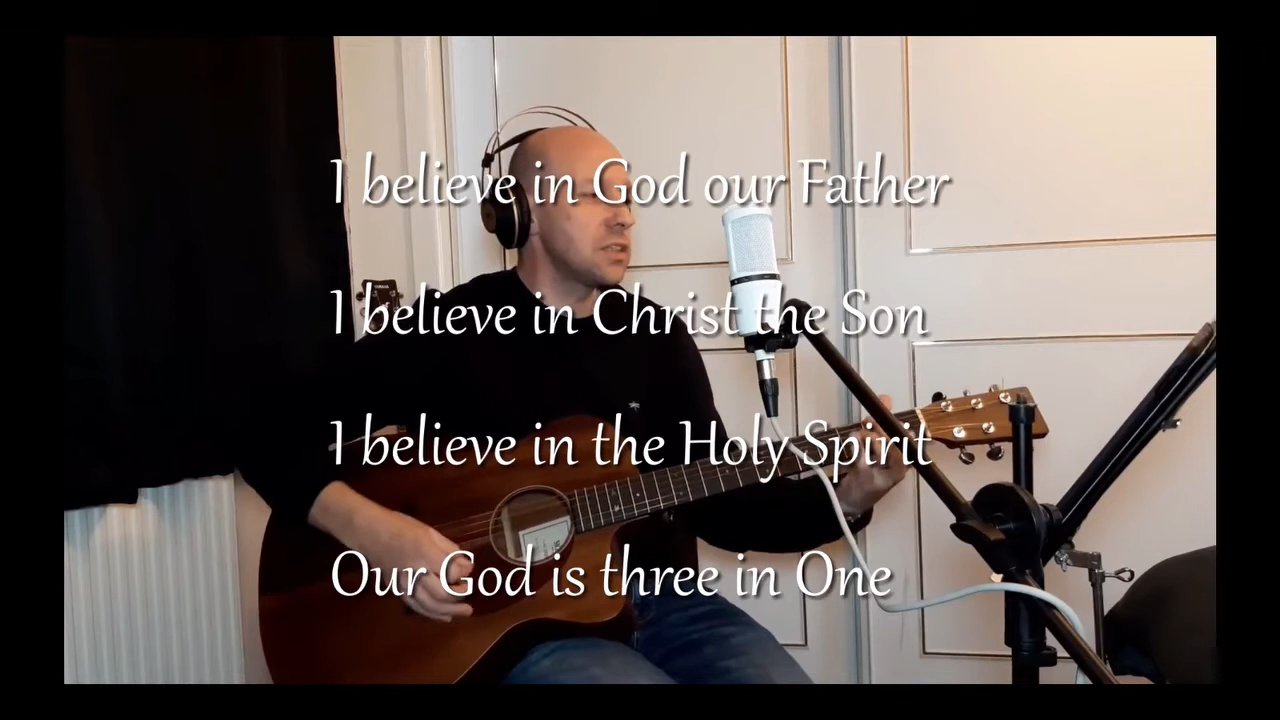 I believe in God our Father
I believe in Christ the Son
I believe in the Holy Spirit
Our God is three in One